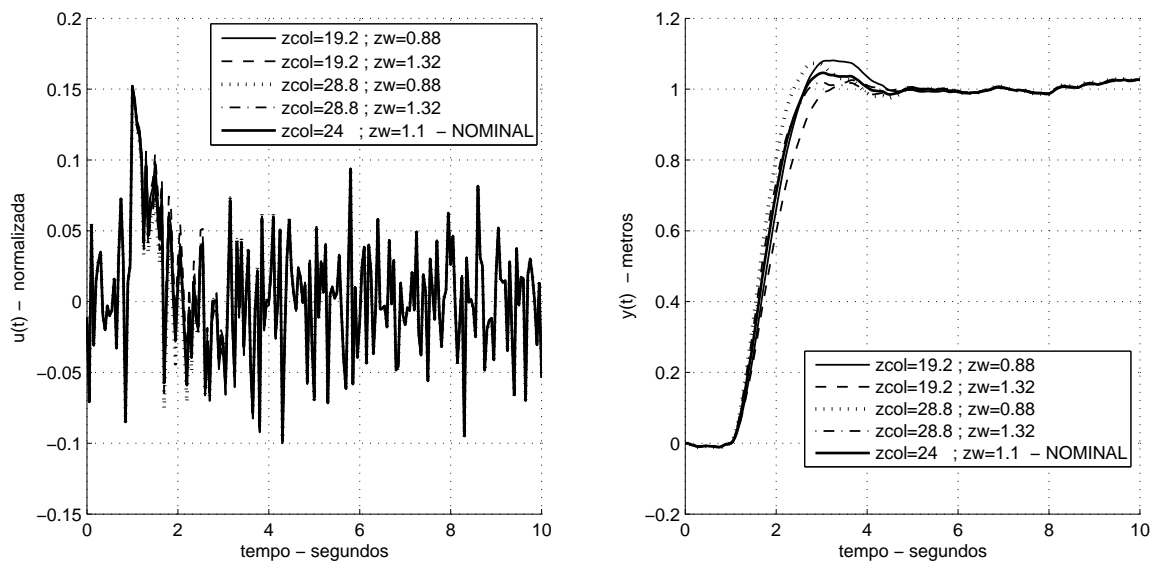 0.2
0.15
0.1
0.05
0
−0.05
−0.1
−0.15
u(t) − normalizada
0
2
4
6
8
10
tempo − segundos
zcol=19.2 ; zw=0.88
zcol=19.2 ; zw=1.32
zcol=28.8 ; zw=0.88
zcol=28.8 ; zw=1.32
zcol=24 ; zw=1.1 − NOMINAL
1.2
1
0.8
0.6
0.4
0.2
0
−0.2
y(t) − metros
0
2
4
6
8
10
tempo − segundos
zcol=19.2 ; zw=0.88
zcol=19.2 ; zw=1.32
zcol=28.8 ; zw=0.88
zcol=28.8 ; zw=1.32
zcol=24 ; zw=1.1 − NOMINAL